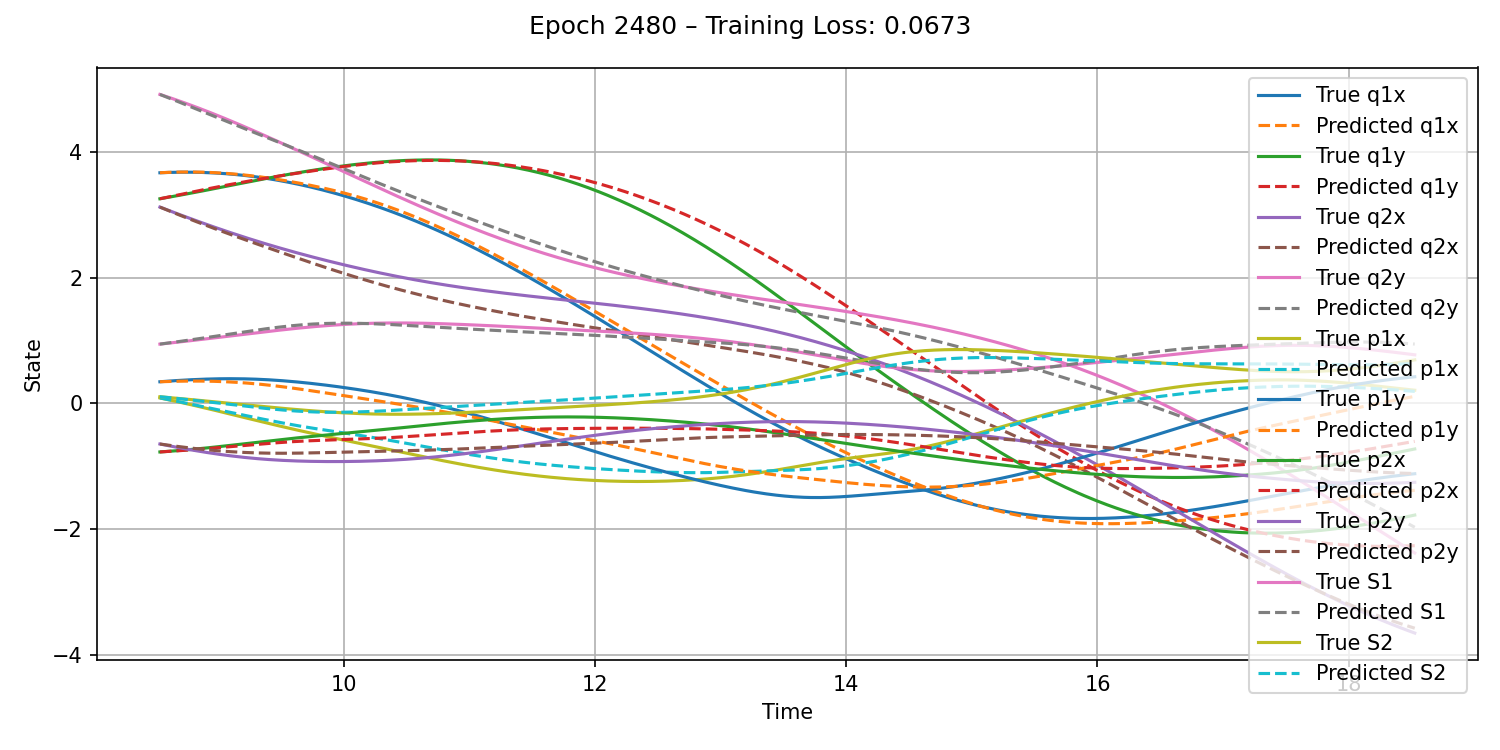 Epoch 2480 – Training Loss: 0.0673
State
4
2
0
−2
−4
10
12
14
16
18
Time
True q1x
Predicted q1x
True q1y
Predicted q1y
True q2x
Predicted q2x
True q2y
Predicted q2y
True p1x
Predicted p1x
True p1y
Predicted p1y
True p2x
Predicted p2x
True p2y
Predicted p2y
True S1
Predicted S1
True S2
Predicted S2